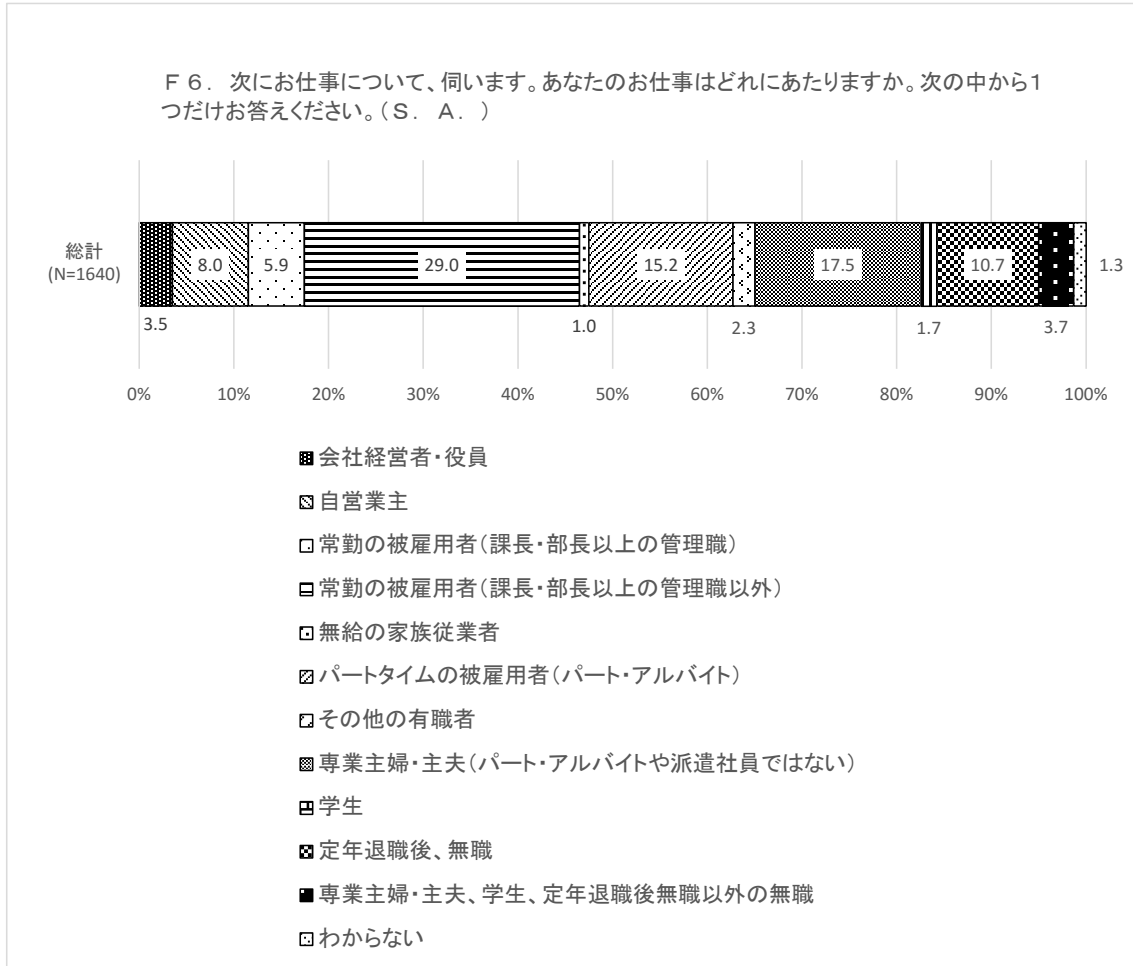 Ｆ６． 次にお仕事について、伺います。あなたのお仕事はどれにあたりますか。次の中から1
つだけお答えください。（Ｓ．Ａ．）
総計
(N=1640)
8.0 5.9 29.0 15.2 17.5 10.7 1.3
3.5 1.0 2.3 1.7 3.7
0% 10% 20% 30% 40% 50% 60% 70% 80% 90% 100%
会社経営者・役員
自営業主
常勤の被雇用者（課長・部長以上の管理職）
常勤の被雇用者（課長・部長以上の管理職以外）
無給の家族従業者
パートタイムの被雇用者（パート・アルバイト）
その他の有職者
専業主婦・主夫（パート・アルバイトや派遣社員ではない）
学生
定年退職後、無職
専業主婦・主夫、学生、定年退職後無職以外の無職
わからない